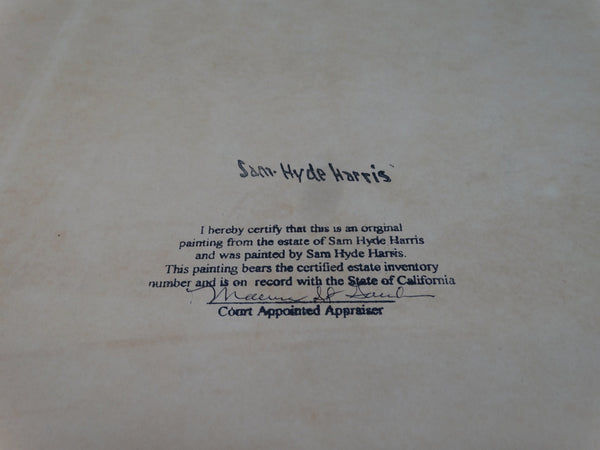 Sam Hyde Harris
I hereby certify that this is an original
painting from the estate of Sam Hyde Harris
and was painted by Sam Hyde Harris.
This painting bears the certified estate inventory
number and is on record with the State of California
Court Appointed Appraiser